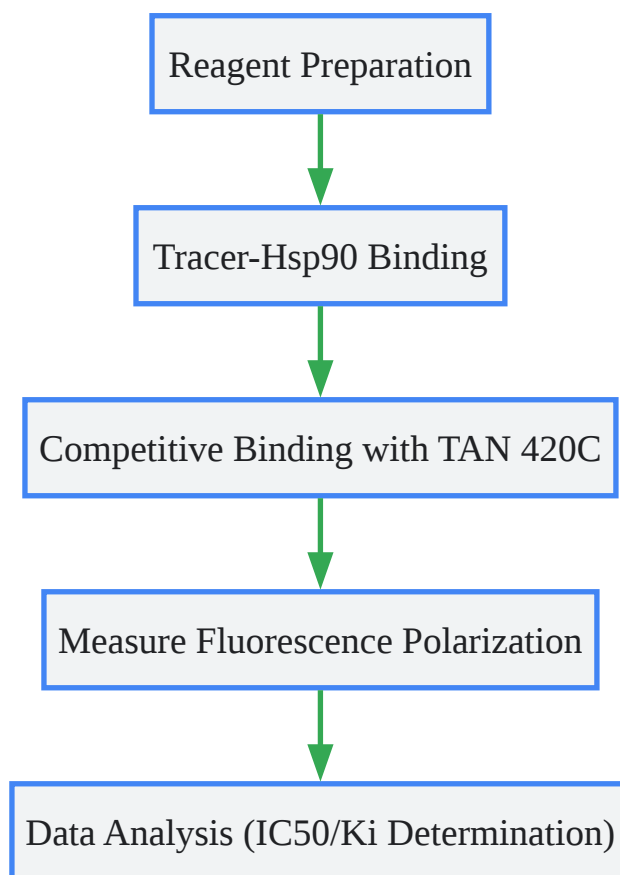 Reagent Preparation
Tracer-Hsp90 Binding
Competitive Binding with TAN 420C
Measure Fluorescence Polarization
Data Analysis (IC50/Ki Determination)